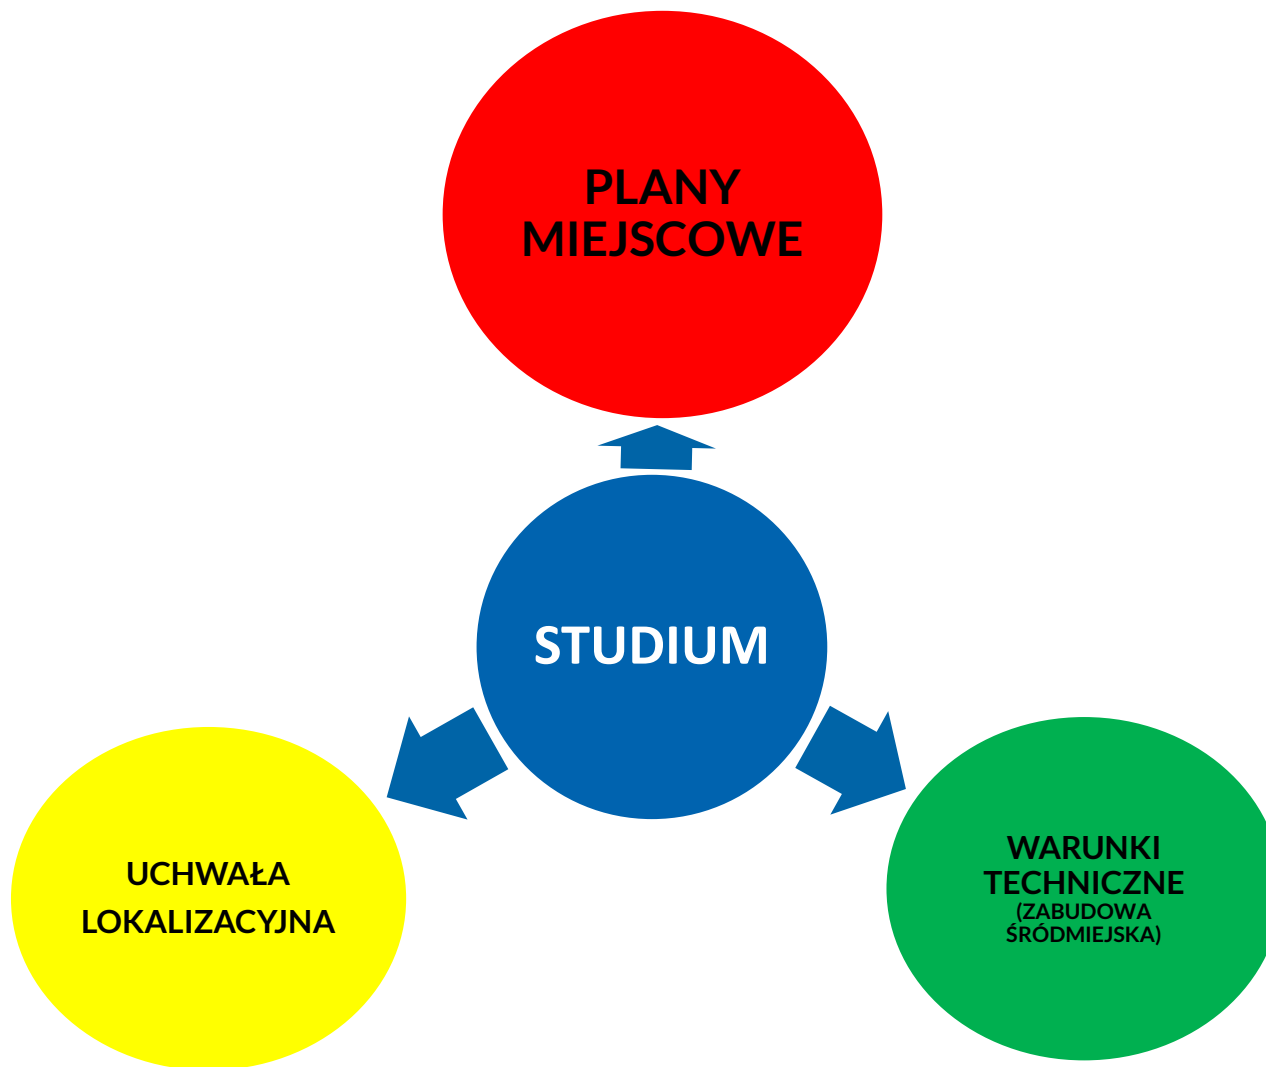 PLANY
MIEJSCOWE
STUDIUM
UCHWAŁA
LOKALIZACYJNA
WARUNKI
TECHNICZNE
(ZABUDOWA
ŚRÓDMIEJSKA)